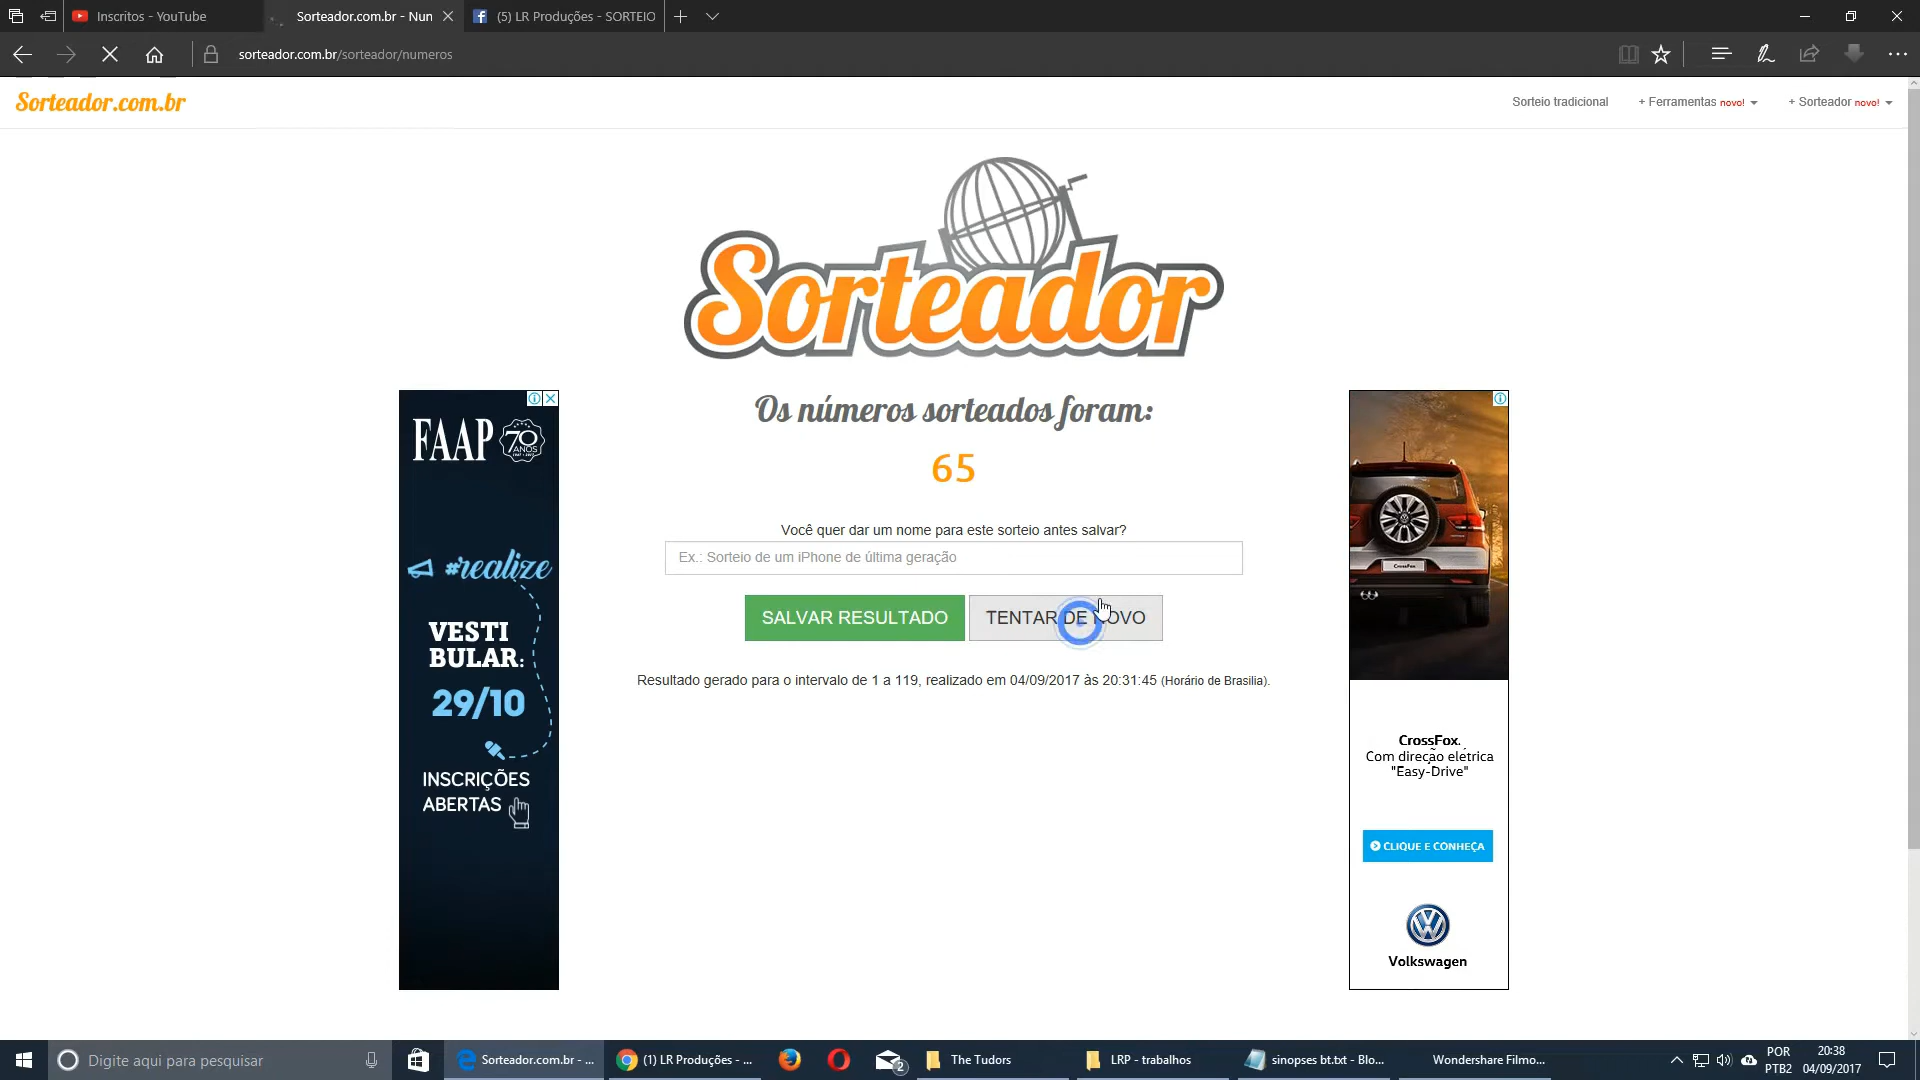 Inscritos - YouTube
Sorteador.com.br - Nun
(5) LR Produções - SORTEIO
sorteador.com.br/sorteador/numeros
Sorteador.com.br
Sorteio tradicional
+ Ferramentas novo!
+ Sorteador novo!
Sorteador
Os números sorteados foram:
65
Você quer dar um nome para este sorteio antes salvar?
Ex.: Sorteio de um iPhone de última geração
SALVAR RESULTADO
TENTAR DE NOVO
Resultado gerado para o intervalo de 1 a 119, realizado em 04/09/2017 às 20:31:45 (Horário de Brasilia).
FAAP 70
ANOS
#realize
VESTI
BULAR:
29/10
INSCRIÇÕES
ABERTAS
CrossFox
CrossFox.
Com direção elétrica
"Easy-Drive"
CLIQUE E CONHEÇA
Volkswagen
Digite aqui para pesquisar
Sorteador.com.br - ...
(1) LR Produções - ...
2
The Tudors
LRP - trabalhos
sinopses bt.txt - Blo...
Wondershare Filmo...
POR
PTB2
20:38
04/09/2017